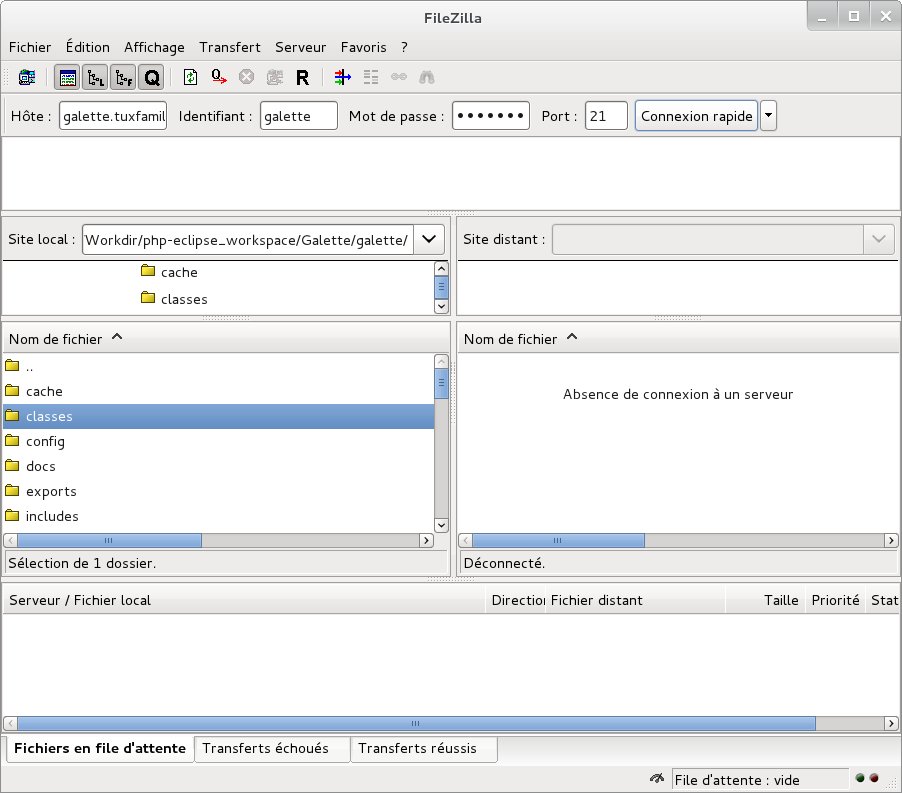 FileZilla
Fichier Édition Affichage Transfert Serveur Favoris ?
Hôte : galette.tuxfamil Identifiant : galette Mot de passe : ••••••• Port : 21 Connexion rapide
Site local : Workdir/php-eclipse_workspace/Galette/galette/
Site distant :
cache
classes
Nom de fichier
..
cache
classes
config
docs
exports
includes
Sélection de 1 dossier.
Nom de fichier
Absence de connexion à un serveur
Déconnecté.
Serveur / Fichier local Direction Fichier distant Taille Priorité Stat
Fichiers en file d'attente Transferts échoués Transferts réussis
File d'attente : vide